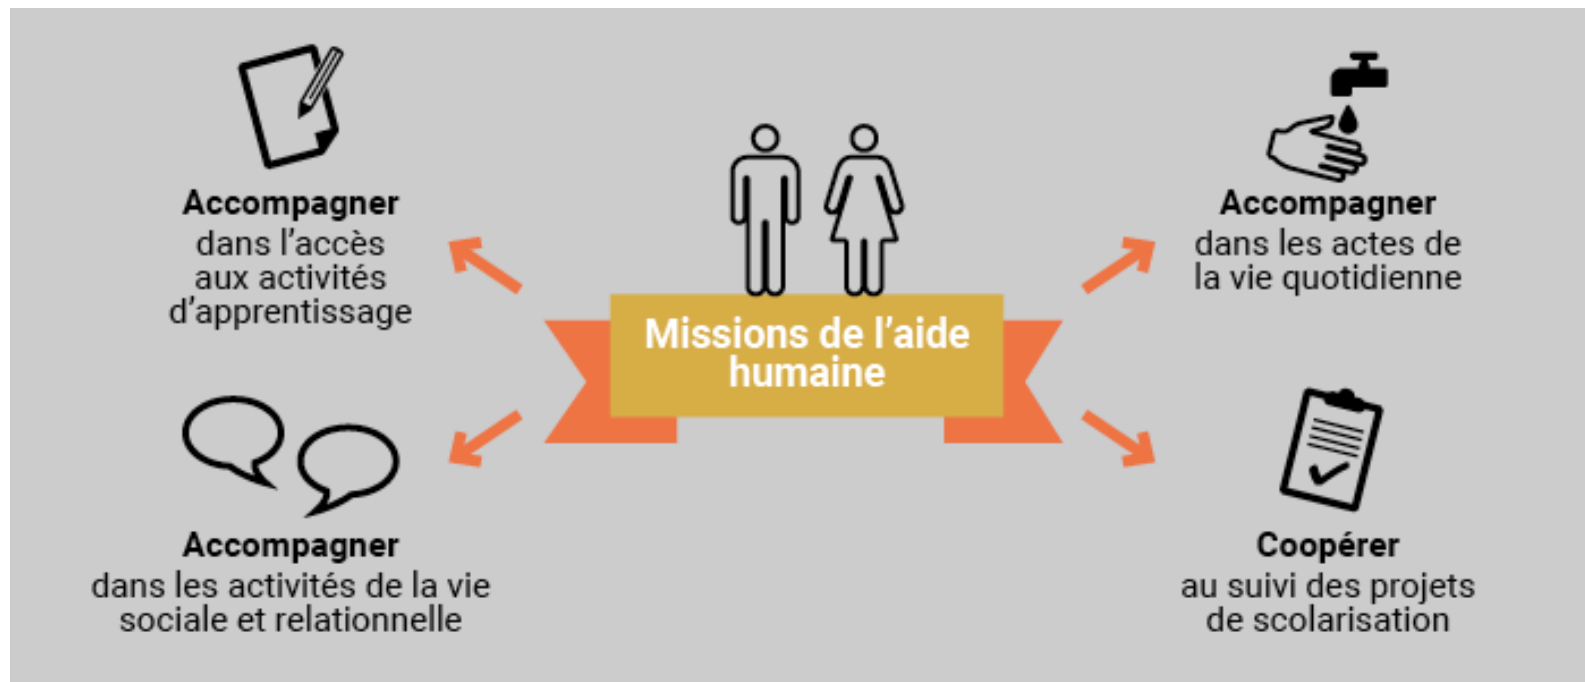 Accompagner
dans l’accès
aux activités
d’apprentissage
Accompagner
dans les actes de
la vie quotidienne
Missions de l’aide
humaine
Accompagner
dans les activités de la vie
sociale et relationnelle
Coopérer
au suivi des projets
de scolarisation